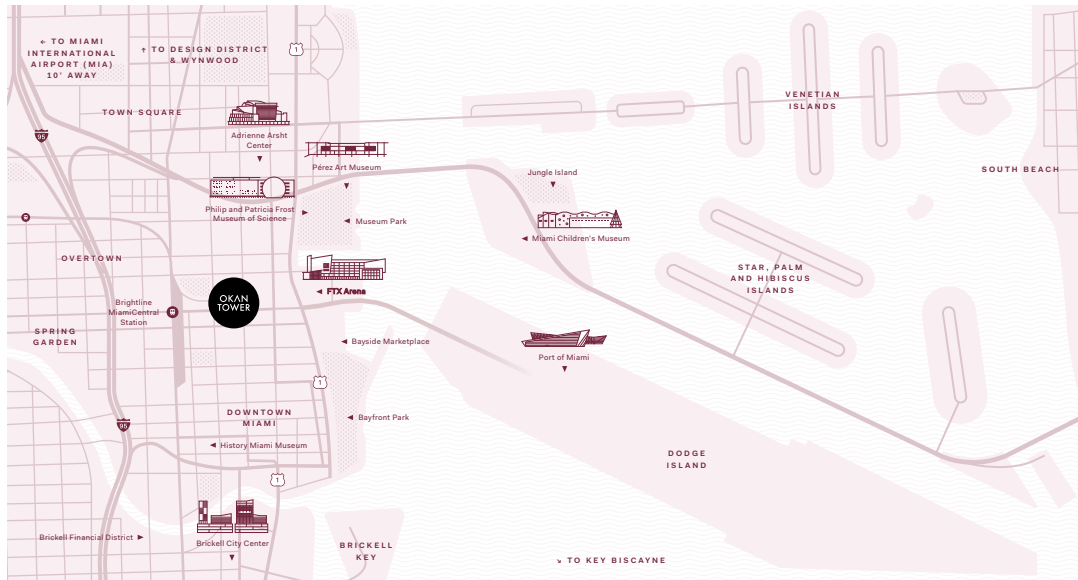 ← TO MIAMI
INTERNATIONAL
AIRPORT (MIA)
10' AWAY
↑ TO DESIGN DISTRICT
& WYNWOOD
1
VENETIAN
ISLANDS
TOWN SQUARE
95
Adrienne Arsht
Center
Pérez Art Museum
SOUTH BEACH
Jungle Island
Philip and Patricia Frost
Museum of Science
Museum Park
Miami Children's Museum
OVERTOWN
STAR, PALM
AND HIBISCUS
ISLANDS
FTX Arena
OKAN
TOWER
Brightline
MiamiCentral
Station
SPRING
GARDEN
Bayside Marketplace
Port of Miami
1
DOWNTOWN
MIAMI
Bayfront Park
95
History Miami Museum
DODGE
ISLAND
1
Brickell Financial District
Brickell City Center
BRICKELL
KEY
↘ TO KEY BISCAYNE